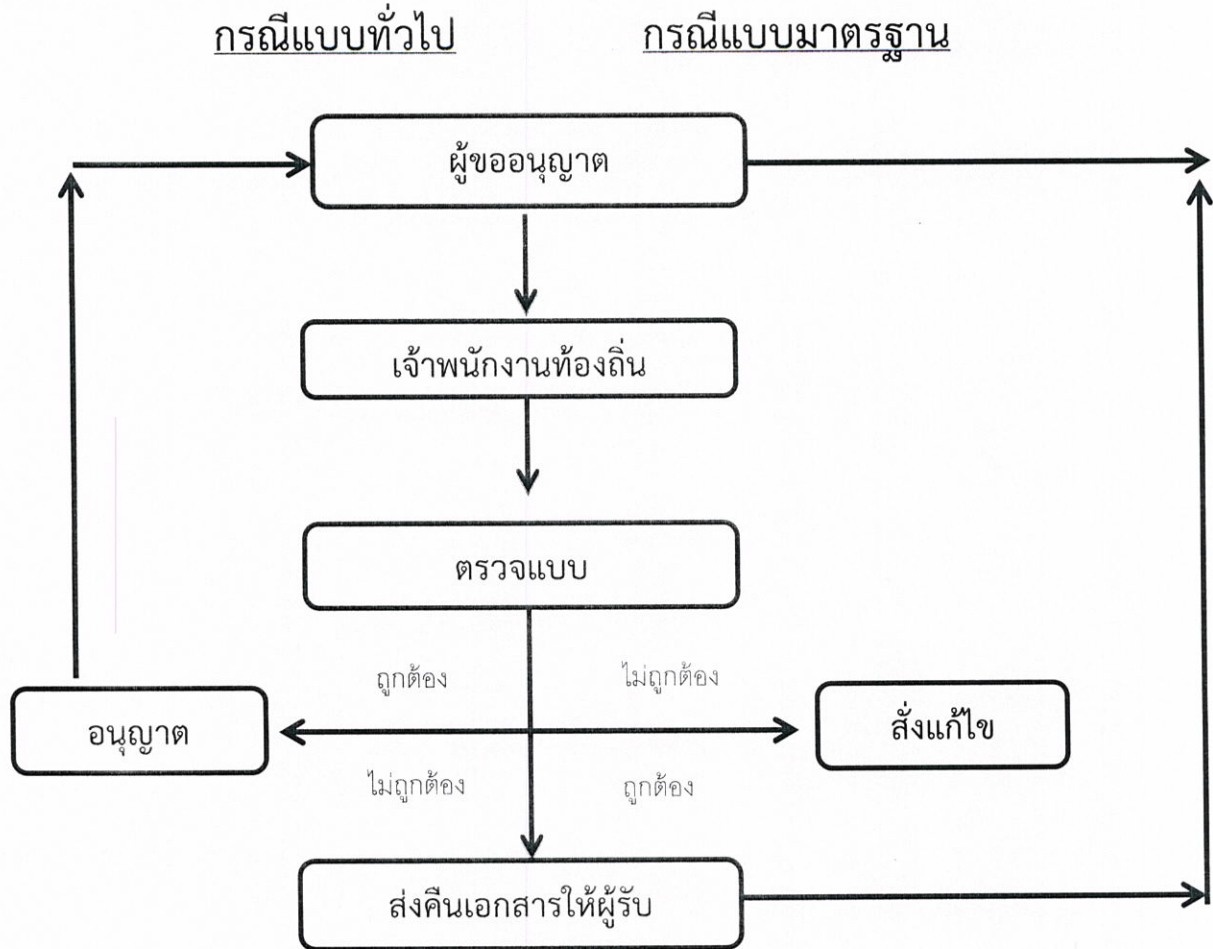 กรณีแบบทั่วไป กรณีแบบมาตรฐาน
ผู้ขออนุญาต
เจ้าพนักงานท้องถิ่น
ตรวจแบบ
ถูกต้อง ไม่ถูกต้อง
อนุญาต สั่งแก้ไข
ไม่ถูกต้อง ถูกต้อง
ส่งคืนเอกสารให้ผู้รับ